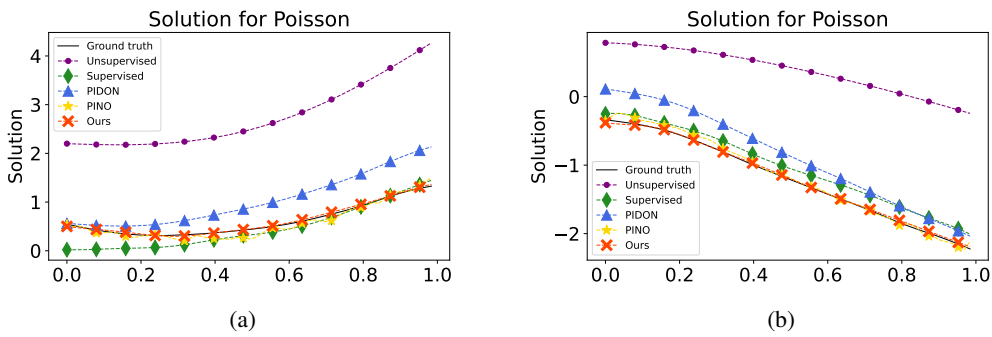 Solution for Poisson
Solution
4
3
2
1
0
0.0 0.2 0.4 0.6 0.8 1.0
Ground truth
Unsupervised
Supervised
PIDON
PINO
Ours
(a)
Solution for Poisson
Solution
0
−1
−2
0.0 0.2 0.4 0.6 0.8 1.0
Ground truth
Unsupervised
Supervised
PIDON
PINO
Ours
(b)